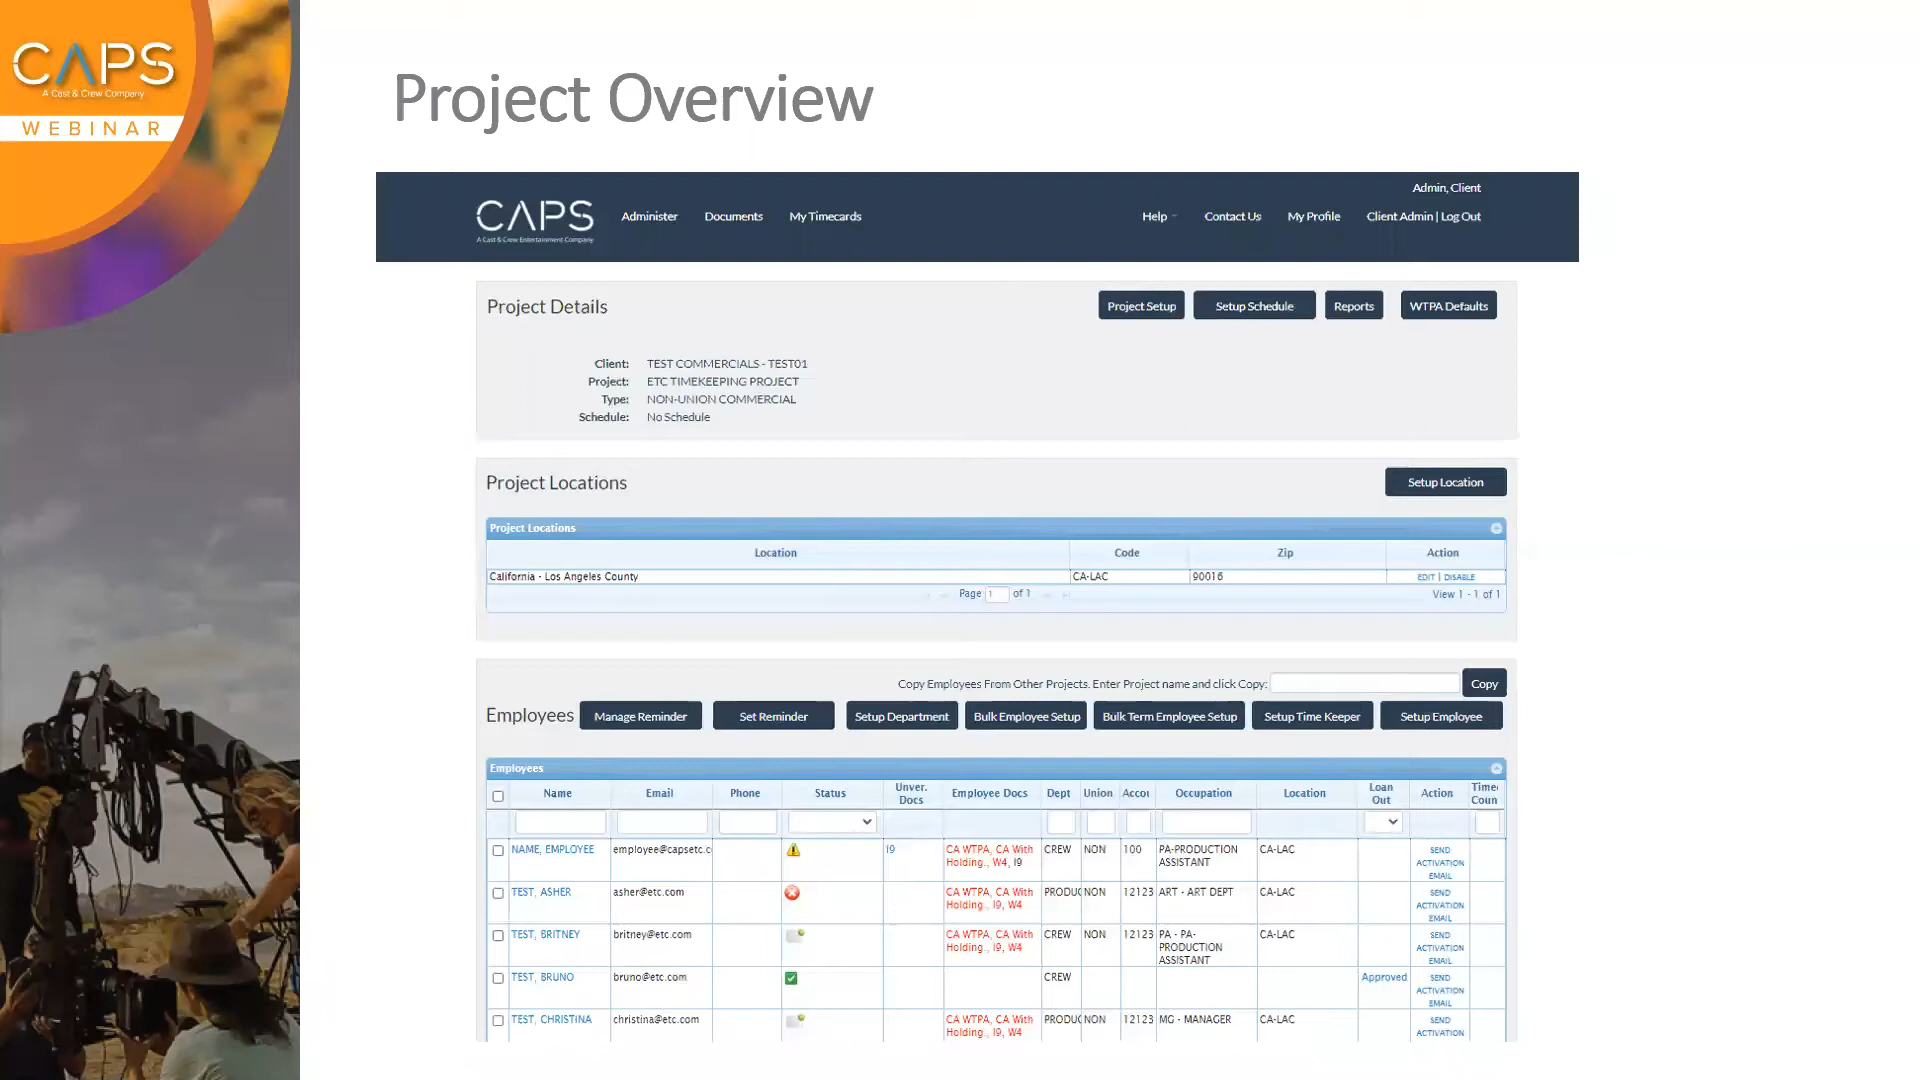 CAPS
A Cast & Crew Company
WEBINAR
Project Overview
Admin, Client
CAPS
A Cast & Crew Entertainment Company
Administer Documents My Timecards Help Contact Us My Profile Client Admin | Log Out
Project Details Project Setup Setup Schedule Reports WTPA Defaults
Client: TEST COMMERCIALS - TEST01
Project: ETC TIMEKEEPING PROJECT
Type: NON-UNION COMMERCIAL
Schedule: No Schedule
Project Locations Setup Location
Project Locations
Location Code Zip Action
California - Los Angeles County CA-LAC 90016 EDIT | DISABLE
Page 1 of 1 View 1 - 1 of 1
Copy Employees From Other Projects. Enter Project name and click Copy: Copy
Employees Manage Reminder Set Reminder Setup Department Bulk Employee Setup Bulk Term Employee Setup Setup Time Keeper Setup Employee
Employees
Name Email Phone Status Unver. Docs Employee Docs Dept Union Accou Occupation Location Loan Out Action Timec Coun
NAME, EMPLOYEE employee@capsetc.c I9 CA WTPA, CA With CREW NON 100 PA-PRODUCTION CA-LAC SEND
Holding., W4, I9 ASSISTANT ACTIVATION
EMAIL
TEST, ASHER asher@etc.com CA WTPA, CA With PRODUC NON 12123 ART - ART DEPT CA-LAC SEND
Holding., I9, W4 ACTIVATION
EMAIL
TEST, BRITNEY britney@etc.com CA WTPA, CA With CREW NON 12123 PA - PA- CA-LAC SEND
Holding., I9, W4 PRODUCTION ACTIVATION
ASSISTANT EMAIL
TEST, BRUNO bruno@etc.com CREW Approved SEND
ACTIVATION
EMAIL
TEST, CHRISTINA christina@etc.com CA WTPA, CA With PRODUC NON 12123 MG - MANAGER CA-LAC SEND
Holding., I9, W4 ACTIVATION